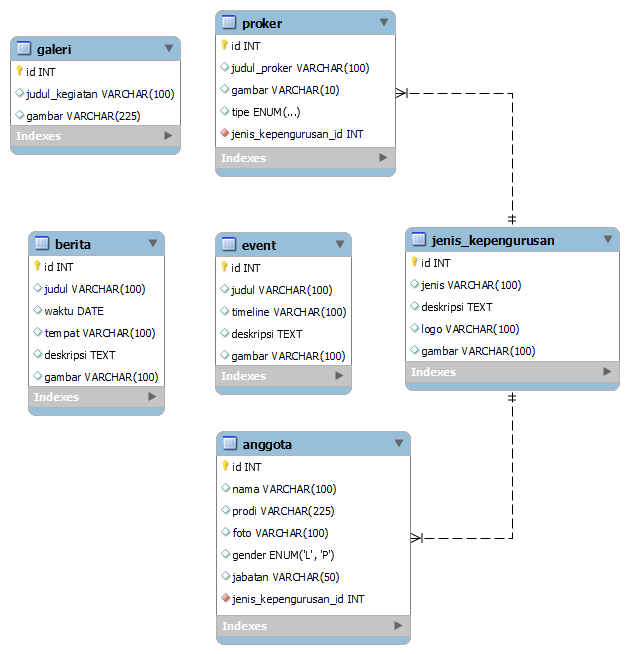 galeri
id INT
judul_kegiatan VARCHAR(100)
gambar VARCHAR(225)
Indexes
proker
id INT
judul_proker VARCHAR(100)
gambar VARCHAR(10)
tipe ENUM(...)
jenis_kepengurusan_id INT
Indexes
berita
id INT
judul VARCHAR(100)
waktu DATE
tempat VARCHAR(100)
deskripsi TEXT
gambar VARCHAR(100)
Indexes
event
id INT
judul VARCHAR(100)
timeline VARCHAR(100)
deskripsi TEXT
gambar VARCHAR(100)
Indexes
jenis_kepengurusan
id INT
jenis VARCHAR(100)
deskripsi TEXT
logo VARCHAR(100)
gambar VARCHAR(100)
Indexes
anggota
id INT
nama VARCHAR(100)
prodi VARCHAR(225)
foto VARCHAR(100)
gender ENUM('L', 'P')
jabatan VARCHAR(50)
jenis_kepengurusan_id INT
Indexes